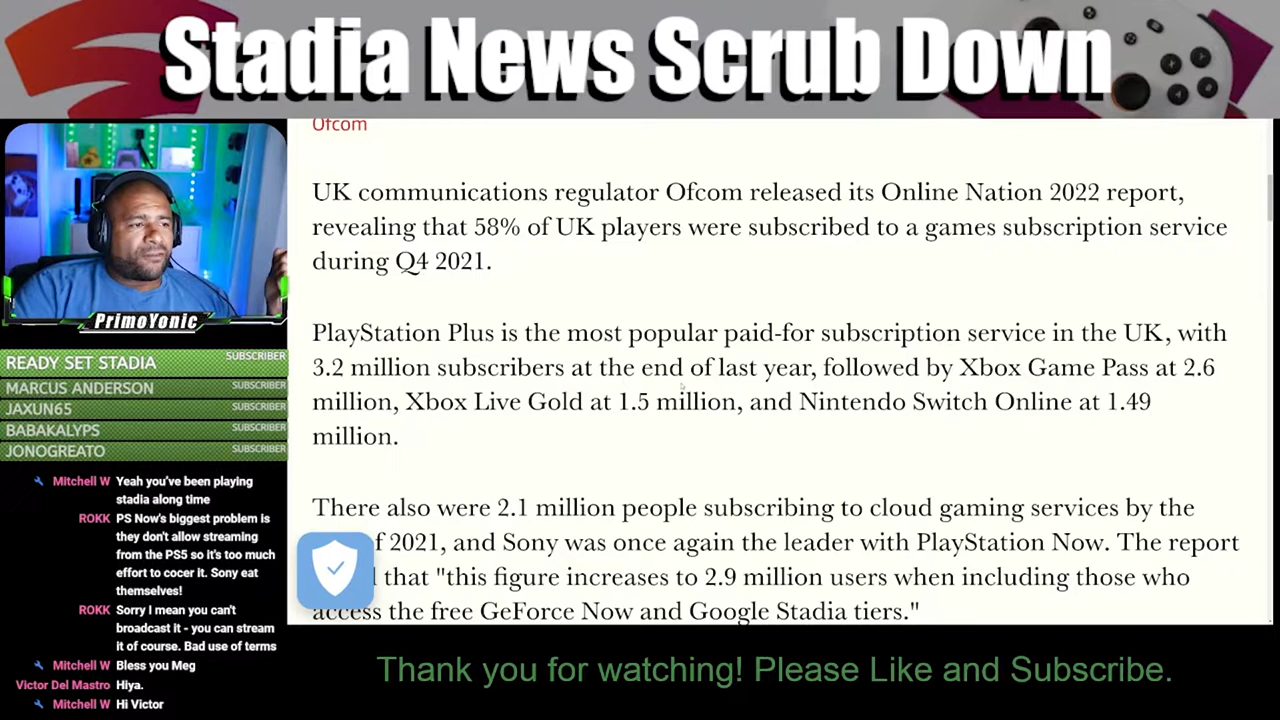 Stadia News Scrub Down
Ofcom
UK communications regulator Ofcom released its Online Nation 2022 report,
revealing that 58% of UK players were subscribed to a games subscription service
during Q4 2021.
PlayStation Plus is the most popular paid-for subscription service in the UK, with
3.2 million subscribers at the end of last year, followed by Xbox Game Pass at 2.6
million, Xbox Live Gold at 1.5 million, and Nintendo Switch Online at 1.49
million.
There also were 2.1 million people subscribing to cloud gaming services by the
of 2021, and Sony was once again the leader with PlayStation Now. The report
that "this figure increases to 2.9 million users when including those who
access the free GeForce Now and Google Stadia tiers."
PrimoYonic
READY SET STADIA SUBSCRIBER
MARCUS ANDERSON SUBSCRIBER
JAXUN65 SUBSCRIBER
BABAKALYPS SUBSCRIBER
JONOGREATO SUBSCRIBER
Mitchell W Yeah you've been playing
stadia along time
ROKK PS Now's biggest problem is
they don't allow streaming
from the PS5 so it's too much
effort to cocer it. Sony eat
themselves!
ROKK Sorry I mean you can't
broadcast it - you can stream
it of course. Bad use of terms
Mitchell W Bless you Meg
Victor Del Mastro Hiya.
Mitchell W Hi Victor
Thank you for watching! Please Like and Subscribe.